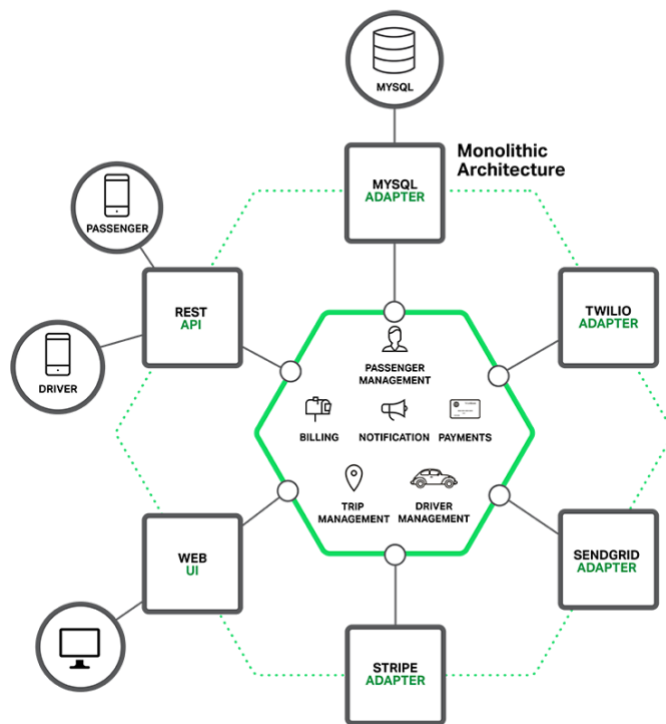 MYSQL
Monolithic
Architecture
MYSQL
ADAPTER
PASSENGER
REST
API
TWILIO
ADAPTER
DRIVER
PASSENGER
MANAGEMENT
BILLING
NOTIFICATION
PAYMENTS
TRIP
MANAGEMENT
DRIVER
MANAGEMENT
WEB
UI
SENDGRID
ADAPTER
STRIPE
ADAPTER